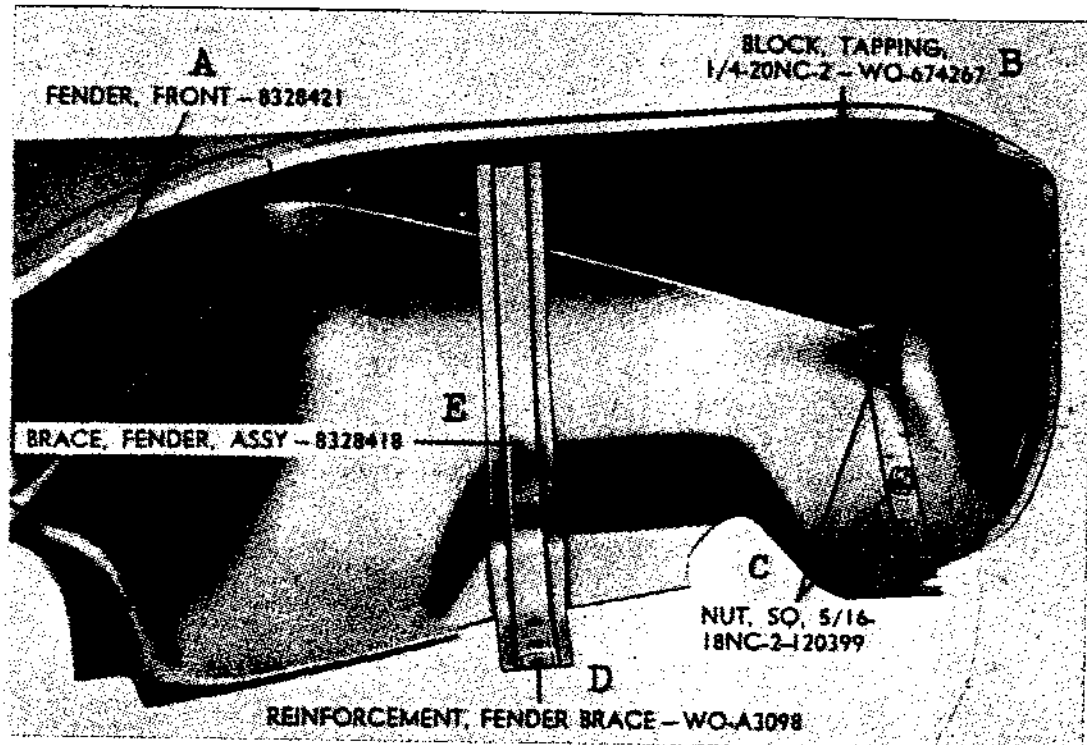 A
FENDER, FRONT – 8328421
BLOCK, TAPPING,
1/4-20NC-2 – WO-674267
B
E
BRACE, FENDER, ASSY – 8328418
C
NUT, SQ, 5/16-
18NC-2-120399
D
REINFORCEMENT, FENDER BRACE – WO-A3098